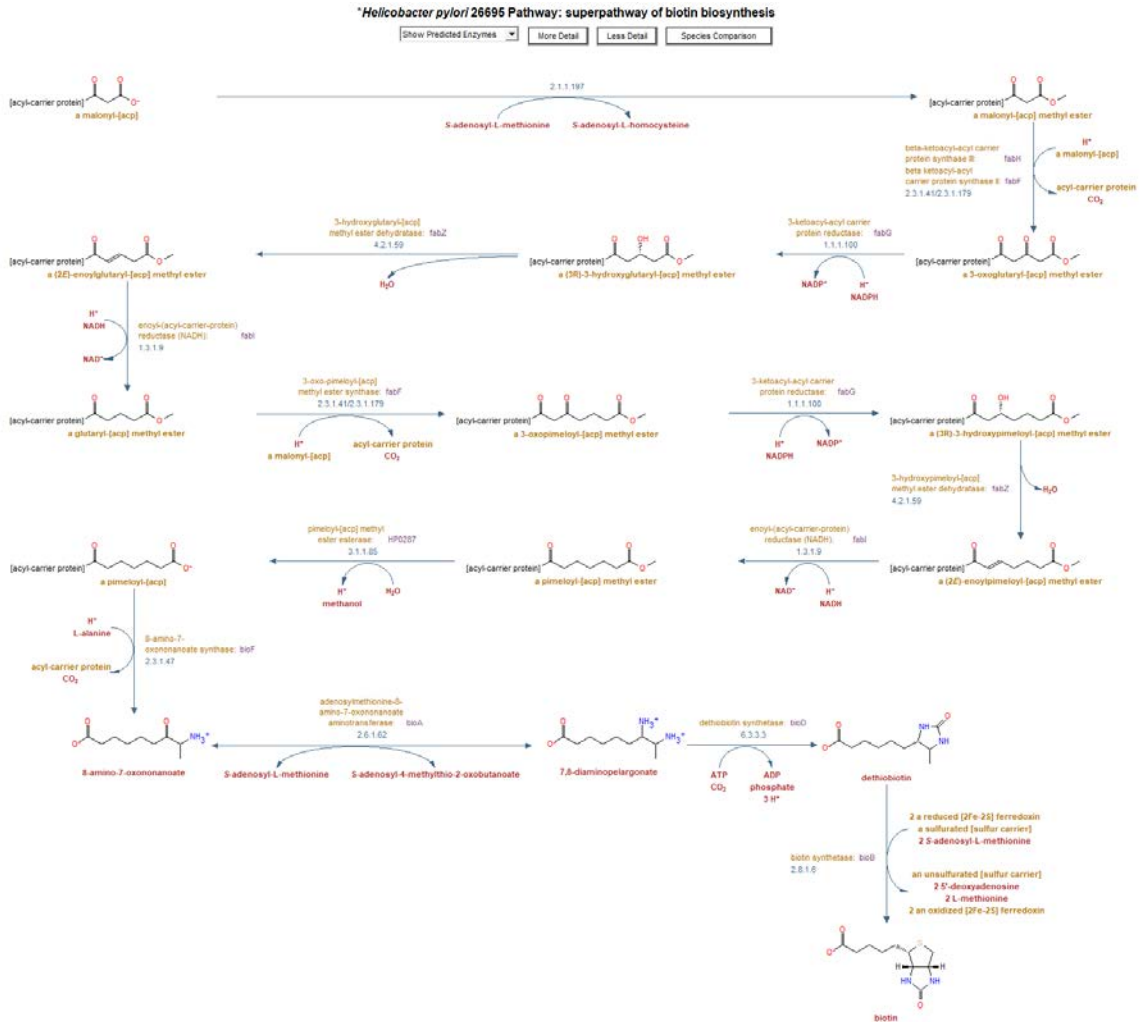 *Helicobacter pylori 26695 Pathway: superpathway of biotin biosynthesis
Show Predicted Enzymes
More Detail
Less Detail
Species Comparison
O O
[acyl-carrier protein] O⁻
a malonyl-[acp]
2.1.1.197
S-adenosyl-L-methionine
S-adenosyl-L-homocysteine
O O
[acyl-carrier protein] O
a malonyl-[acp] methyl ester
beta-ketoacyl-acyl carrier
protein synthase III: fabH
beta ketoacyl-acyl
carrier protein synthase II: fabF
2.3.1.41/2.3.1.179
H⁺
a malonyl-[acp]
acyl-carrier protein
CO₂
O O O
[acyl-carrier protein] O
a 3-oxoglutaryl-[acp] methyl ester
3-ketoacyl-acyl carrier
protein reductase: fabG
1.1.1.100
NADP⁺
H⁺
NADPH
O OH O
[acyl-carrier protein] O
a (3R)-3-hydroxyglutaryl-[acp] methyl ester
3-hydroxyglutaryl-[acp]
methyl ester dehydratase: fabZ
4.2.1.59
H₂O
O O
[acyl-carrier protein] O
a (2E)-enoylglutaryl-[acp] methyl ester
H⁺
NADH
NAD⁺
enoyl-(acyl-carrier-protein)
reductase (NADH): fabI
1.3.1.9
O O
[acyl-carrier protein] O
a glutaryl-[acp] methyl ester
3-oxo-pimeloyl-[acp]
methyl ester synthase: fabF
2.3.1.41/2.3.1.179
H⁺
a malonyl-[acp]
acyl-carrier protein
CO₂
O O O
[acyl-carrier protein] O
a 3-oxopimeloyl-[acp] methyl ester
3-ketoacyl-acyl carrier
protein reductase: fabG
1.1.1.100
H⁺
NADPH
NADP⁺
O OH O
[acyl-carrier protein] O
a (3R)-3-hydroxypimeloyl-[acp] methyl ester
3-hydroxypimeloyl-[acp]
methyl ester dehydratase: fabZ
4.2.1.59
H₂O
O O
[acyl-carrier protein] O
a (2E)-enoylpimeloyl-[acp] methyl ester
enoyl-(acyl-carrier-protein)
reductase (NADH): fabI
1.3.1.9
NAD⁺
H⁺
NADH
O O
[acyl-carrier protein] O
a pimeloyl-[acp] methyl ester
pimeloyl-[acp] methyl
ester esterase: HP0287
3.1.1.85
H⁺
methanol
H₂O
O O
[acyl-carrier protein] O⁻
a pimeloyl-[acp]
H⁺
L-alanine
acyl-carrier protein
CO₂
8-amino-7-
oxononanoate synthase: bioF
2.3.1.47
O O
O NH₃⁺
8-amino-7-oxononanoate
adenosylmethionine-8-
amino-7-oxononanoate
aminotransferase: bioA
2.6.1.62
S-adenosyl-L-methionine
S-adenosyl-4-methylthio-2-oxobutanoate
O NH₃⁺
O NH₃⁺
7,8-diaminopelargonate
dethiobiotin synthetase: bioD
6.3.3.3
ATP
CO₂
ADP
phosphate
3 H⁺
O HN O
O NH
dethiobiotin
biotin synthetase: bioB
2.8.1.6
2 a reduced [2Fe-2S] ferredoxin
a sulfurated [sulfur carrier]
2 S-adenosyl-L-methionine
an unsulfurated [sulfur carrier]
2 5'-deoxyadenosine
2 L-methionine
2 an oxidized [2Fe-2S] ferredoxin
O S
O H H
HN NH
O
biotin